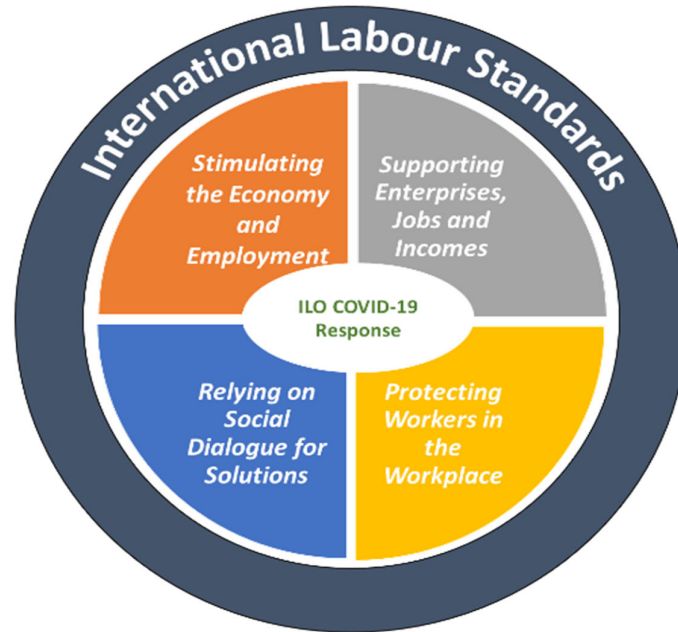 International Labour Standards
Stimulating
the Economy
and
Employment
Supporting
Enterprises,
Jobs and
Incomes
ILO COVID-19
Response
Relying on
Social
Dialogue for
Solutions
Protecting
Workers in
the
Workplace